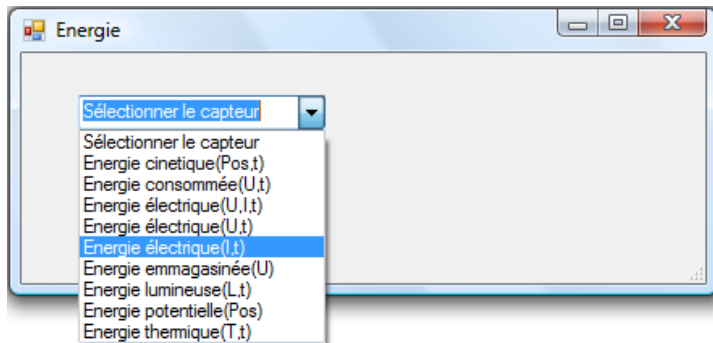 Energie
Sélectionner le capteur
Sélectionner le capteur
Energie cinetique(Pos,t)
Energie consommée(U,t)
Energie électrique(U,I,t)
Energie électrique(U,t)
Energie électrique(I,t)
Energie emmagasinée(U)
Energie lumineuse(L,t)
Energie potentielle(Pos)
Energie thermique(T,t)